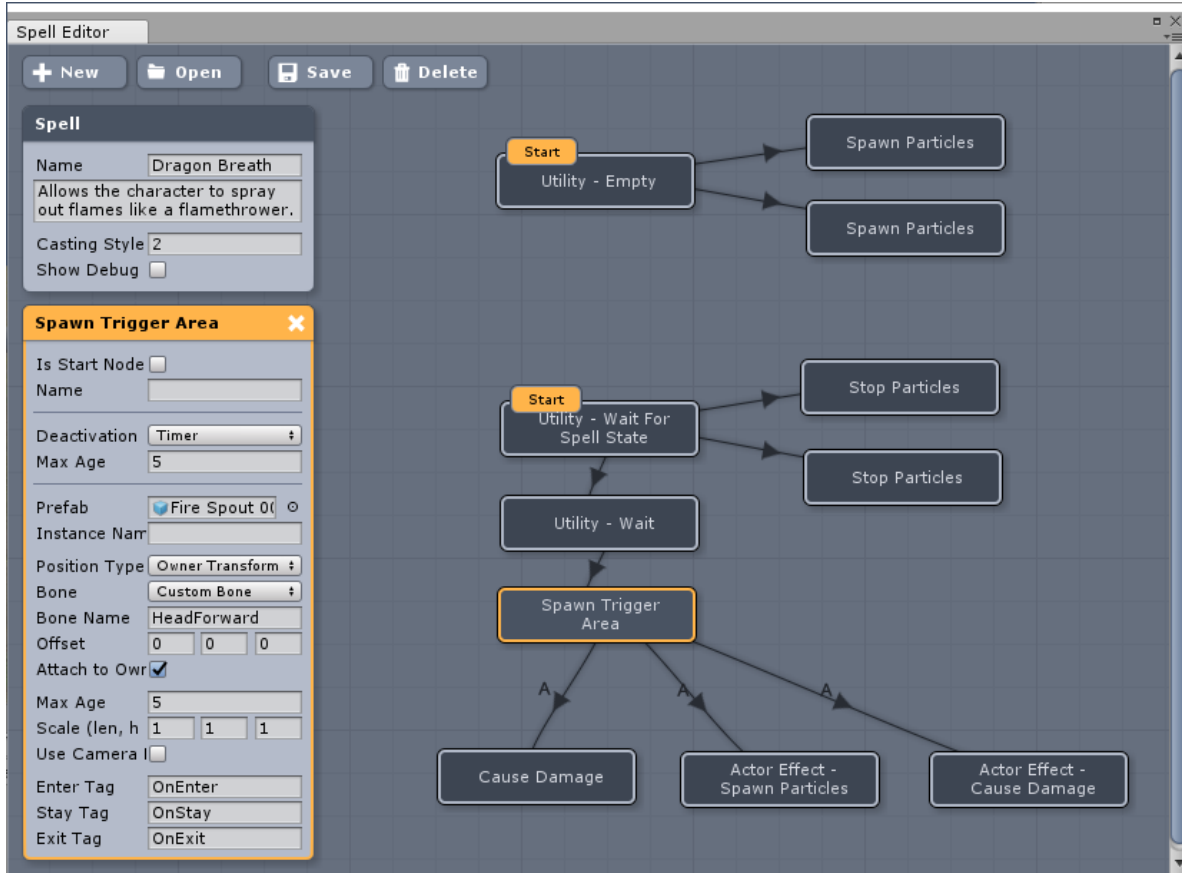 Spell Editor
New
Open
Save
Delete
Spell
Name Dragon Breath
Allows the character to spray
out flames like a flamethrower.
Casting Style 2
Show Debug
Spawn Trigger Area
Is Start Node
Name
Deactivation Timer
Max Age 5
Prefab Fire Spout 0(
Instance Nam
Position Type Owner Transform
Bone Custom Bone
Bone Name HeadForward
Offset 0 0 0
Attach to Owr
Max Age 5
Scale (len, h 1 1 1
Use Camera
Enter Tag OnEnter
Stay Tag OnStay
Exit Tag OnExit
Start
Utility - Empty
Spawn Particles
Spawn Particles
Start
Utility - Wait For
Spell State
Stop Particles
Stop Particles
Utility - Wait
Spawn Trigger
Area
A
A
A
Cause Damage
Actor Effect -
Spawn Particles
Actor Effect -
Cause Damage